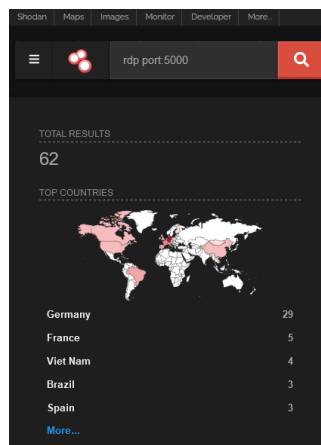 Shodan Maps Images Monitor Developer More...
rdp port:5000
TOTAL RESULTS
62
TOP COUNTRIES
Germany 29
France 5
Viet Nam 4
Brazil 3
Spain 3
More...